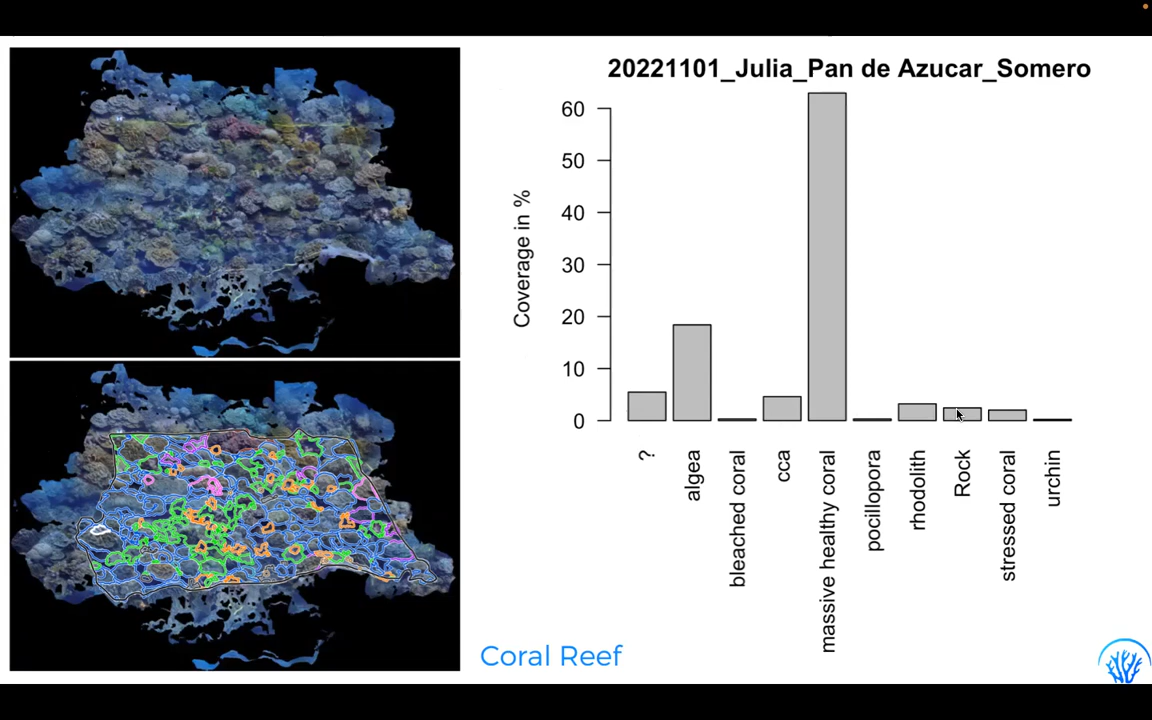 20221101_Julia_Pan de Azucar_Somero
Coverage in %
60
50
40
30
20
10
0
?
algea
bleached coral
cca
massive healthy coral
pocillopora
rhodolith
Rock
stressed coral
urchin
Coral Reef